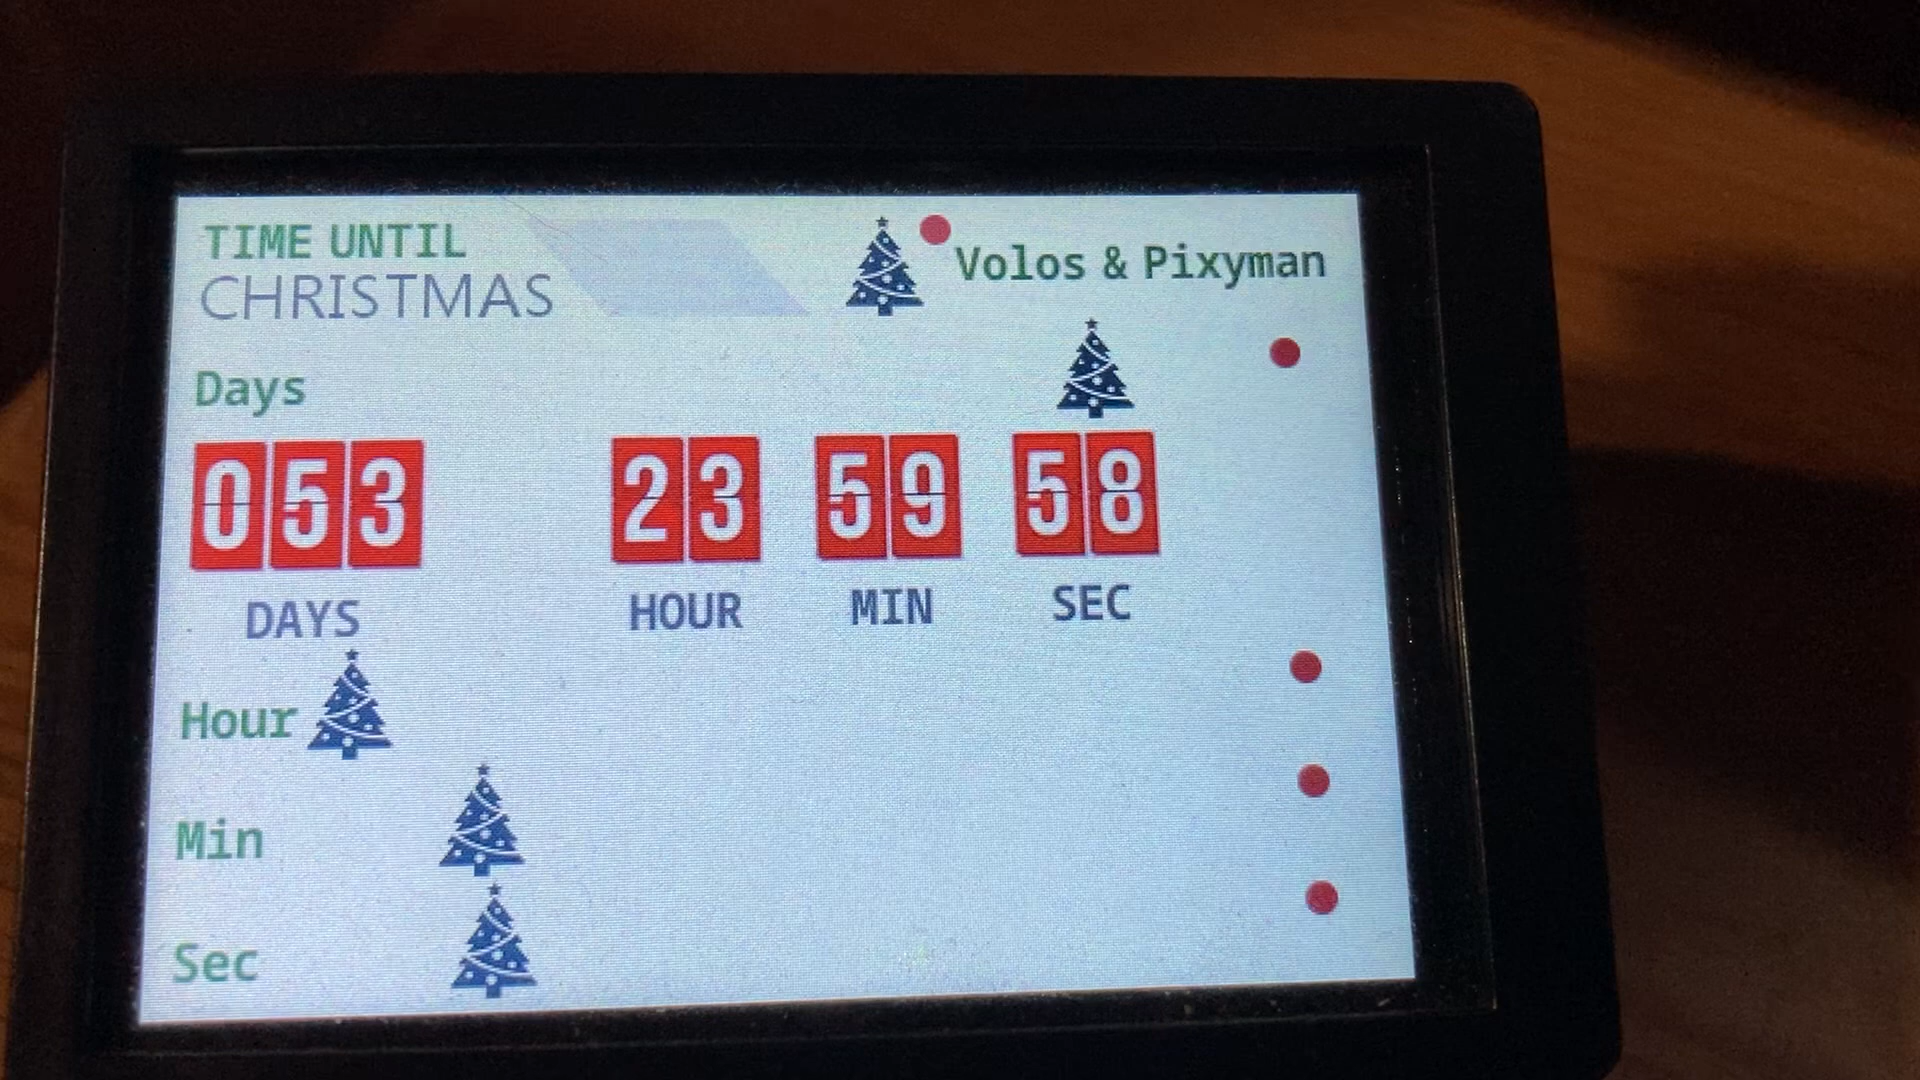 TIME UNTIL
CHRISTMAS
Volos & Pixyman
Days
053 23 59 58
DAYS HOUR MIN SEC
Hour
Min
Sec